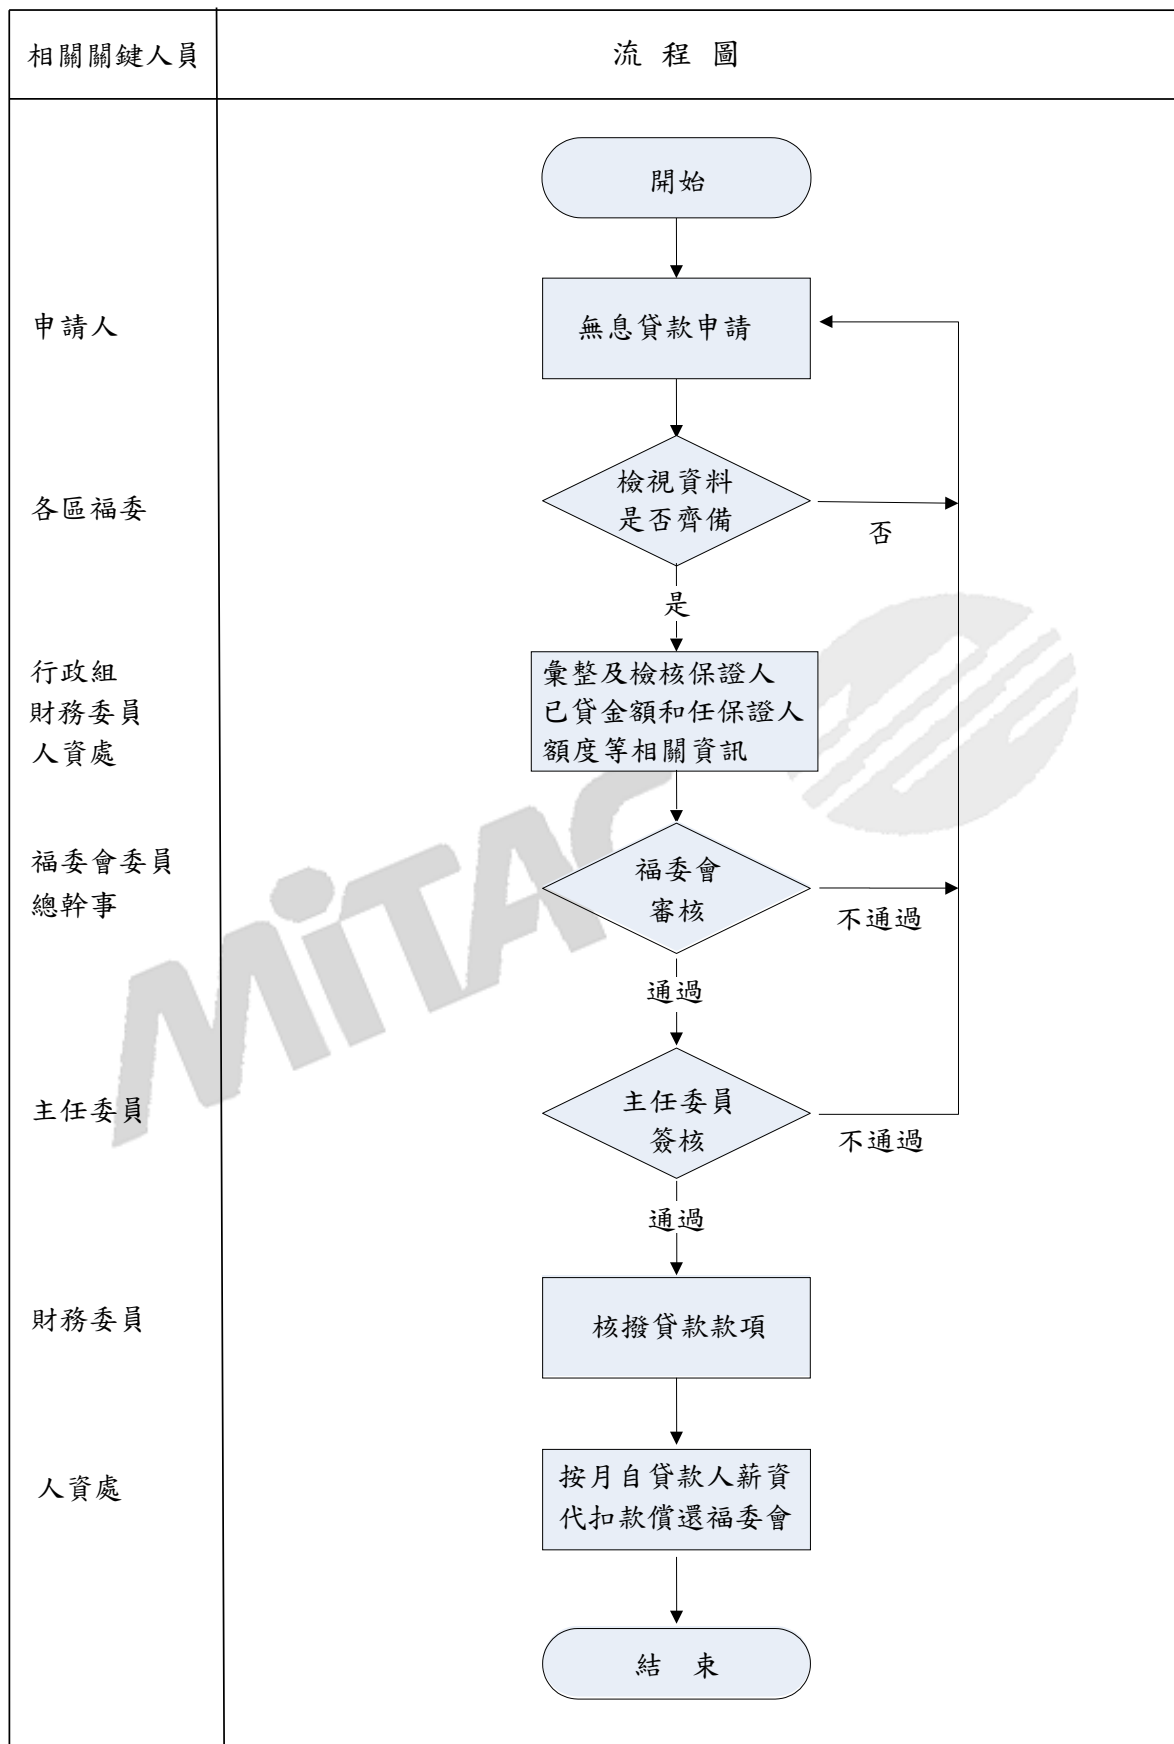 相關關鍵人員
流 程 圖
開始
申請人
無息貸款申請
各區福委
檢視資料
是否齊備
否
是
行政組
財務委員
人資處
彙整及檢核保證人
已貸金額和任保證人
額度等相關資訊
福委會委員
總幹事
福委會
審核
不通過
通過
主任委員
主任委員
簽核
不通過
通過
財務委員
核撥貸款款項
人資處
按月自貸款人薪資
代扣款償還福委會
結 束
MiTAC